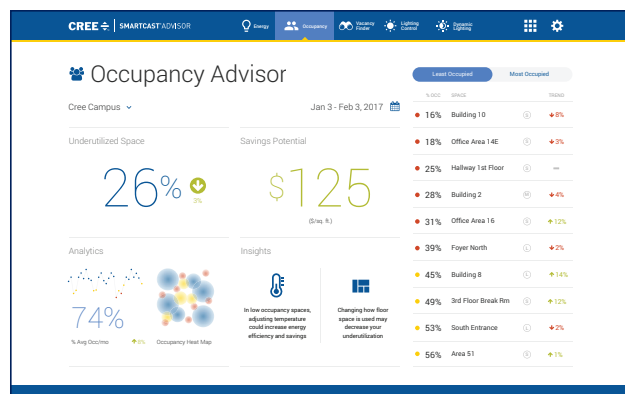 CREE SMARTCAST ADVISOR
Energy
Occupancy
Vacancy
Finder
Lighting
Control
Dynamic
Lighting
Occupancy Advisor
Cree Campus
Jan 3 - Feb 3, 2017
Underutilized Space
26%
3%
Savings Potential
$125
($/sq. ft.)
Analytics
74%
% Avg Occ/mo
8%
Occupancy Heat Map
Insights
In low occupancy spaces,
adjusting temperature
could increase energy
efficiency and savings
Changing how floor
space is used may
decrease your
underutilization
Least Occupied
Most Occupied
% OCC SPACE TREND
16% Building 10 S 8%
18% Office Area 14E S 3%
25% Hallway 1st Floor S –
28% Building 2 M 4%
31% Office Area 16 S 12%
39% Foyer North L 2%
45% Building 8 L 14%
49% 3rd Floor Break Rm S 12%
53% South Entrance L 2%
56% Area 51 S 1%